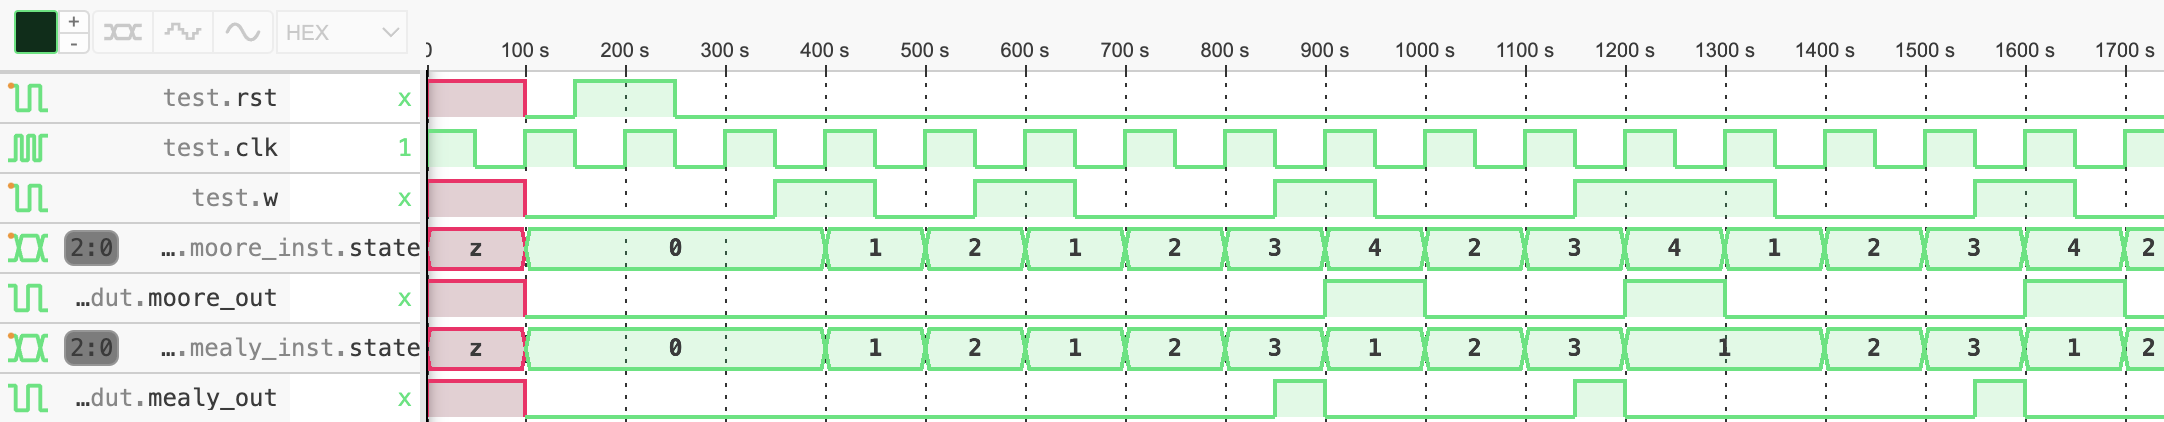 +
-
HEX
0 100 s 200 s 300 s 400 s 500 s 600 s 700 s 800 s 900 s 1000 s 1100 s 1200 s 1300 s 1400 s 1500 s 1600 s 1700 s
test.rst x
test.clk 1
test.w x
2:0 ….moore_inst.state z 0 1 2 1 2 3 4 2 3 4 1 2 3 4 2
…dut.moore_out x
2:0 ….mealy_inst.state z 0 1 2 1 2 3 1 2 3 1 2 3 1 2
…dut.mealy_out x